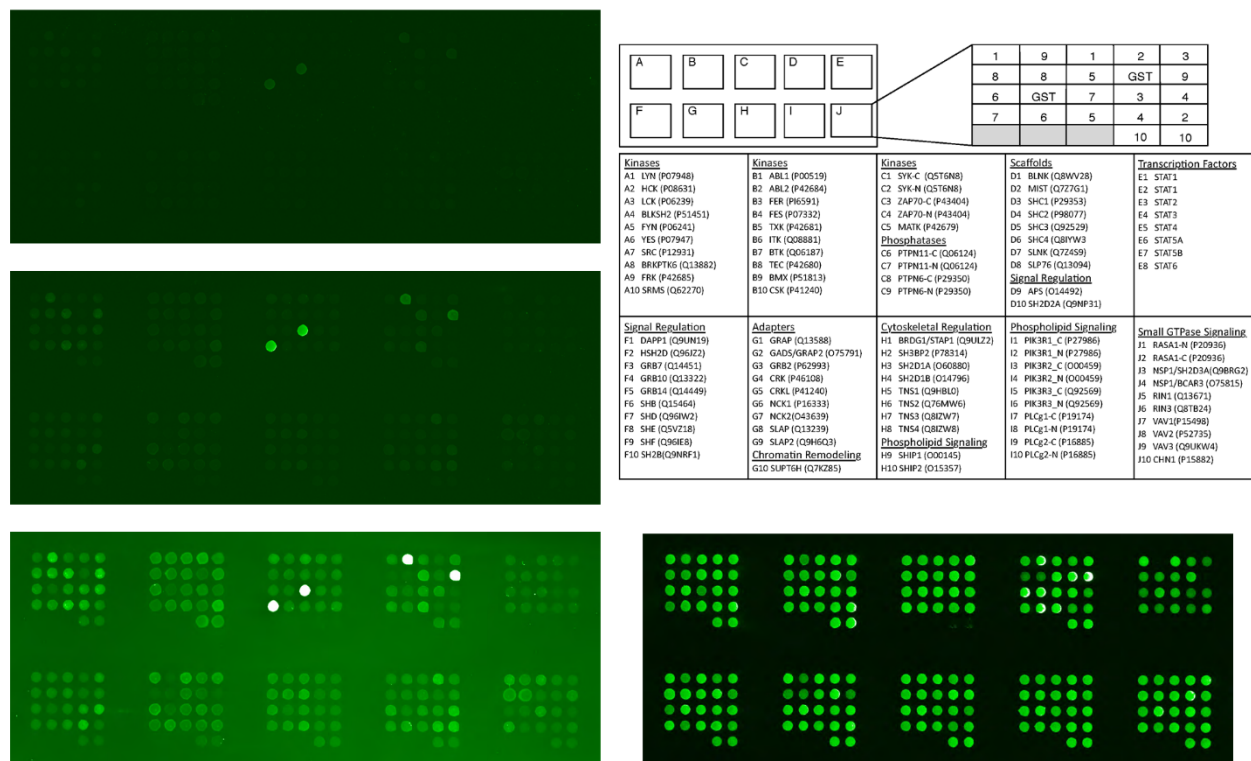 A B C D E
F G H I J
1 9 1 2 3
8 8 5 GST 9
6 GST 7 3 4
7 6 5 4 2
10 10
Kinases
A1 LYN (P07948)
A2 HCK (P08631)
A3 LCK (P06239)
A4 BLKSH2 (P51451)
A5 FYN (P06241)
A6 YES (P07947)
A7 SRC (P12931)
A8 BRKPTK6 (Q13882)
A9 FRK (P42685)
A10 SRMS (Q62270)
Kinases
B1 ABL1 (P00519)
B2 ABL2 (P42684)
B3 FER (PI6591)
B4 FES (P07332)
B5 TXK (P42681)
B6 ITK (Q08881)
B7 BTK (Q06187)
B8 TEC (P42680)
B9 BMX (P51813)
B10 CSK (P41240)
Kinases
C1 SYK-C (Q5T6N8)
C2 SYK-N (Q5T6N8)
C3 ZAP70-C (P43404)
C4 ZAP70-N (P43404)
C5 MATK (P42679)
Phosphatases
C6 PTPN11-C (Q06124)
C7 PTPN11-N (Q06124)
C8 PTPN6-C (P29350)
C9 PTPN6-N (P29350)
Scaffolds
D1 BLNK (Q8WV28)
D2 MIST (Q7Z7G1)
D3 SHC1 (P29353)
D4 SHC2 (P98077)
D5 SHC3 (Q92529)
D6 SHC4 (Q8IYW3
D7 SLNK (Q7Z4S9)
D8 SLP76 (Q13094)
Signal Regulation
D9 APS (O14492)
D10 SH2D2A (Q9NP31)
Transcription Factors
E1 STAT1
E2 STAT1
E3 STAT2
E4 STAT3
E5 STAT4
E6 STAT5A
E7 STAT5B
E8 STAT6
Signal Regulation
F1 DAPP1 (Q9UN19)
F2 HSH2D (Q96JZ2)
F3 GRB7 (Q14451)
F4 GRB10 (Q13322)
F5 GRB14 (Q14449)
F6 SHB (Q15464)
F7 SHD (Q96IW2)
F8 SHE (Q5VZ18)
F9 SHF (Q96IE8)
F10 SH2B(Q9NRF1)
Adapters
G1 GRAP (Q13588)
G2 GADS/GRAP2 (O75791)
G3 GRB2 (P62993)
G4 CRK (P46108)
G5 CRKL (P41240)
G6 NCK1 (P16333)
G7 NCK2(O43639)
G8 SLAP (Q13239)
G9 SLAP2 (Q9H6Q3)
Chromatin Remodeling
G10 SUPT6H (Q7KZ85)
Cytoskeletal Regulation
H1 BRDG1/STAP1 (Q9ULZ2)
H2 SH3BP2 (P78314)
H3 SH2D1A (O60880)
H4 SH2D1B (O14796)
H5 TNS1 (Q9HBL0)
H6 TNS2 (Q76MW6)
H7 TNS3 (Q8IZW7)
H8 TNS4 (Q8IZW8)
Phospholipid Signaling
H9 SHIP1 (O00145)
H10 SHIP2 (O15357)
Phospholipid Signaling
I1 PIK3R1_C (P27986)
I2 PIK3R1_N (P27986)
I3 PIK3R2_C (O00459)
I4 PIK3R2_N (O00459)
I5 PIK3R3_C (Q92569)
I6 PIK3R3_N (Q92569)
I7 PLCg1-C (P19174)
I8 PLCg1-N (P19174)
I9 PLCg2-C (P16885)
I10 PLCg2-N (P16885)
Small GTPase Signaling
J1 RASA1-N (P20936)
J2 RASA1-C (P20936)
J3 NSP1/SH2D3A(Q9BRG2)
J4 NSP1/BCAR3 (O75815)
J5 RIN1 (Q13671)
J6 RIN3 (Q8TB24)
J7 VAV1(P15498)
J8 VAV2 (P52735)
J9 VAV3 (Q9UKW4)
J10 CHN1 (P15882)